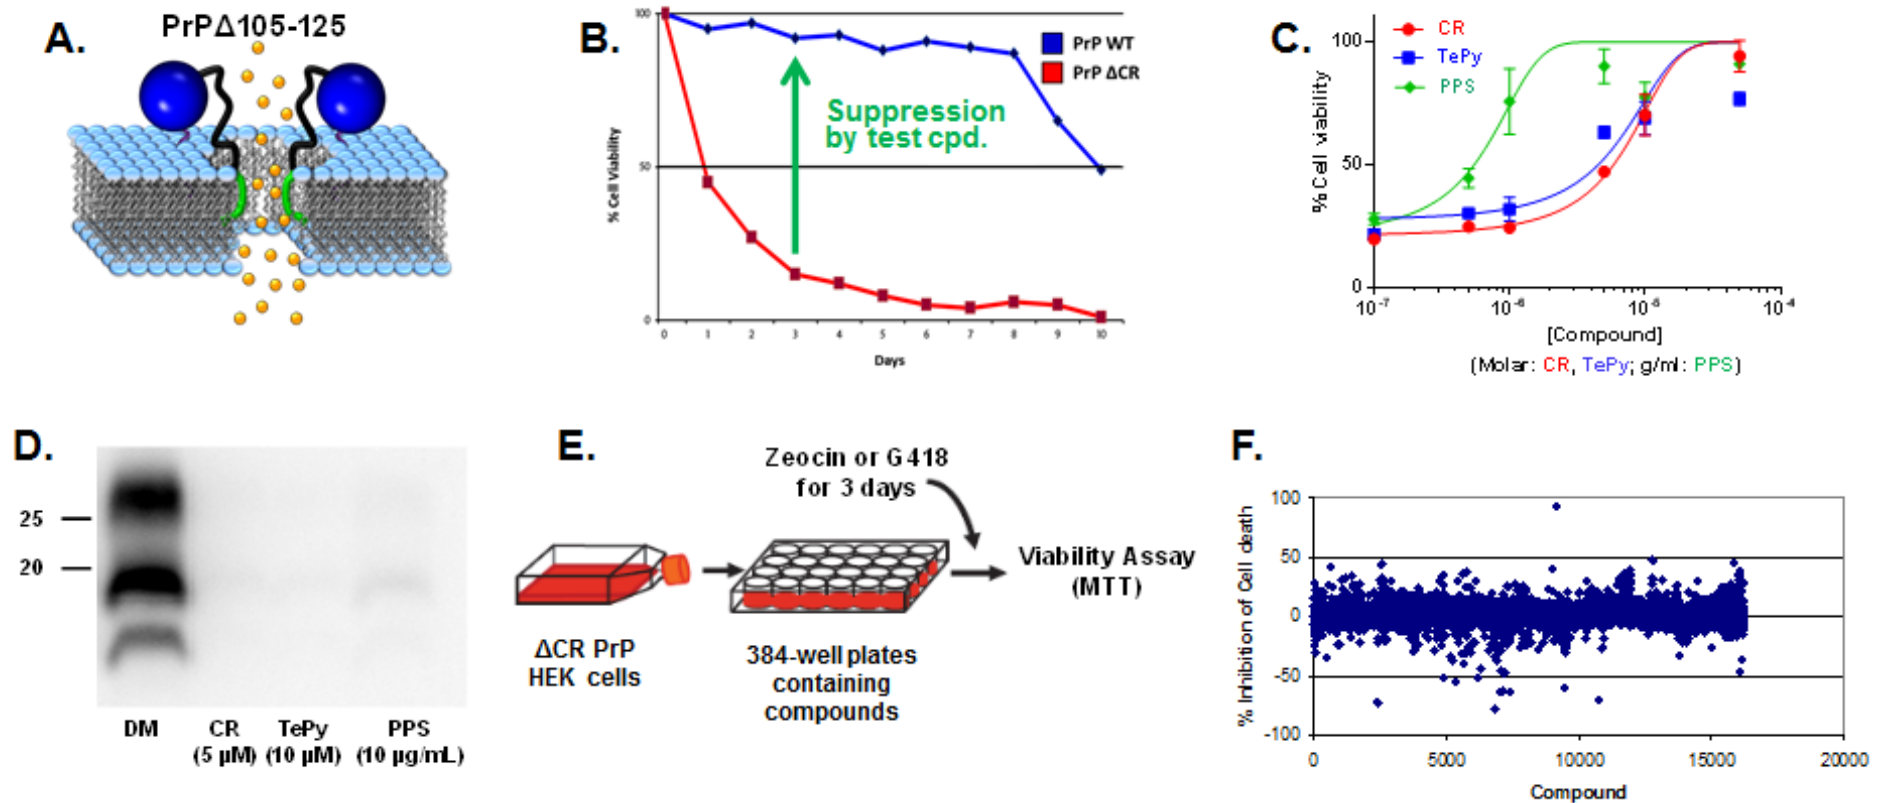 A.
PrPΔ105-125
B.
100
50
0
% Cell Viability
PrP WT
PrP ΔCR
Suppression
by test cpd.
0 1 2 3 4 5 6 7 8 9 10
Days
C.
CR
TePy
PPS
100
50
0
% Cell viability
10-7 10-6 10-5 10-4
[Compound]
(Molar: CR, TePy; g/ml: PPS)
D.
25
20
DM CR TePy PPS
(5 µM) (10 µM) (10 µg/mL)
E.
Zeocin or G418
for 3 days
Viability Assay
(MTT)
ΔCR PrP
HEK cells
384-well plates
containing
compounds
F.
% Inibition of Cell death
100
50
0
-50
-100
0 5000 10000 15000 20000
Compound